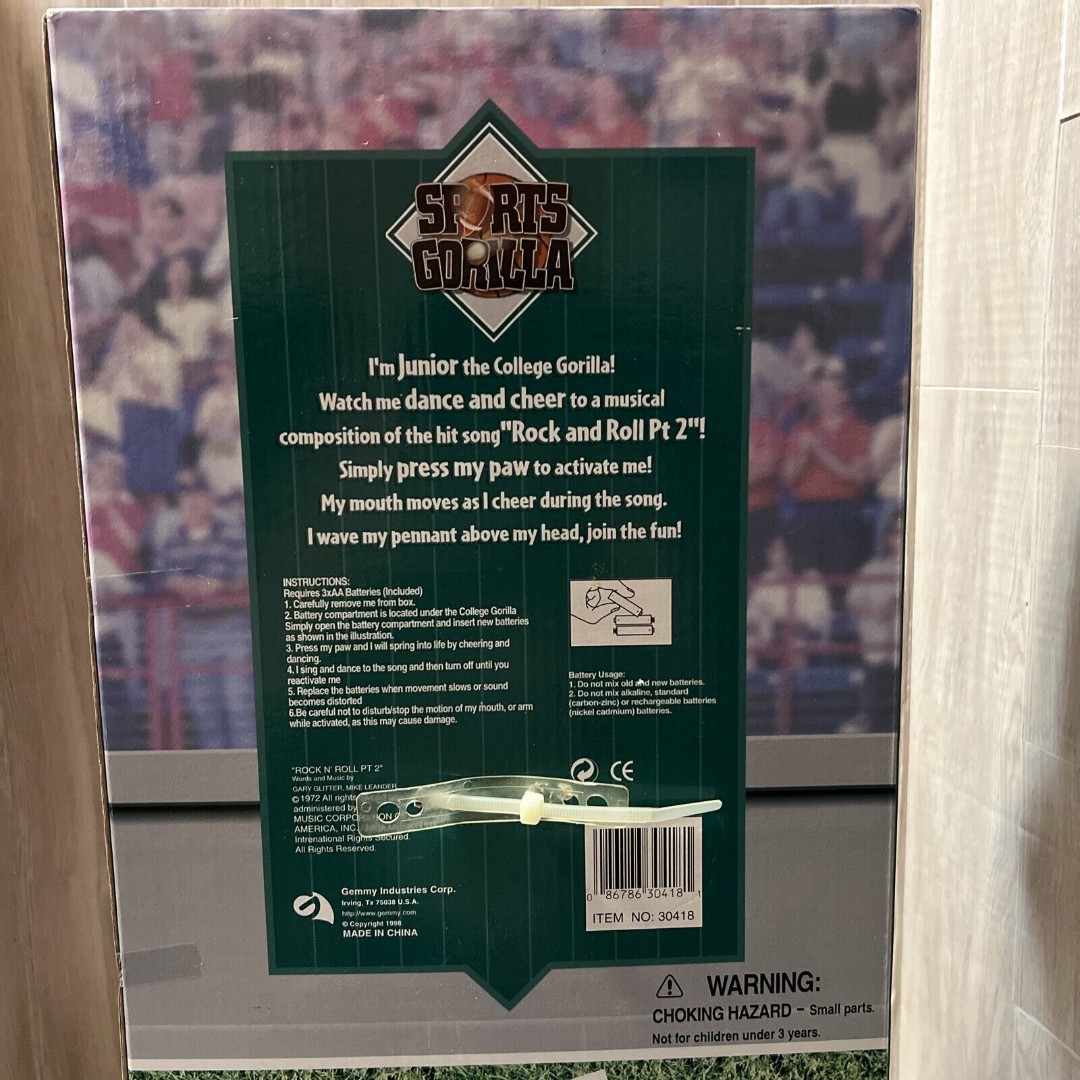 SPORTS
GORILLA
I'm Junior the College Gorilla!
Watch me dance and cheer to a musical
composition of the hit song "Rock and Roll Pt 2"!
Simply press my paw to activate me!
My mouth moves as I cheer during the song.
I wave my pennant above my head, join the fun!
INSTRUCTIONS:
Requires 3xAA Batteries (Included)
1. Carefully remove me from box.
2. Battery compartment is located under the College Gorilla
Simply open the battery compartment and insert new batteries
as shown in the illustration.
3. Press my paw and I will spring into life by cheering and
dancing.
4. I sing and dance to the song and then turn off until you
reactivate me
5. Replace the batteries when movement slows or sound
becomes distorted
6.Be careful not to disturb/stop the motion of my mouth, or arm
while activated, as this may cause damage.
Battery Usage:
1. Do not mix old and new batteries.
2. Do not mix alkaline, standard
(carbon-zinc) or rechargeable batteries
(nickel cadmium) batteries.
"ROCK N' ROLL PT 2"
Words and Music by
GARY GLITTER, MIKE LEANDER
© 1972 All rights
administered by
MUSIC CORPO ON
AMERICA, INC.
Intrenational Rights Secured.
All Rights Reserved.
CE
Gemmy Industries Corp.
Irving, Tx 75038 U.S.A.
http://www.gemmy.com
© Copyright 1998
MADE IN CHINA
0 86786 30418 1
ITEM NO: 30418
WARNING:
CHOKING HAZARD - Small parts.
Not for children under 3 years.